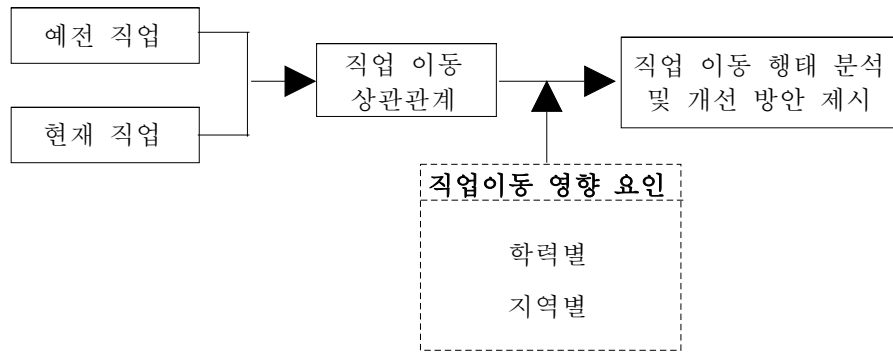 예전 직업
현재 직업
직업 이동
상관관계
직업 이동 행태 분석
및 개선 방안 제시
직업이동 영향 요인
학력별
지역별